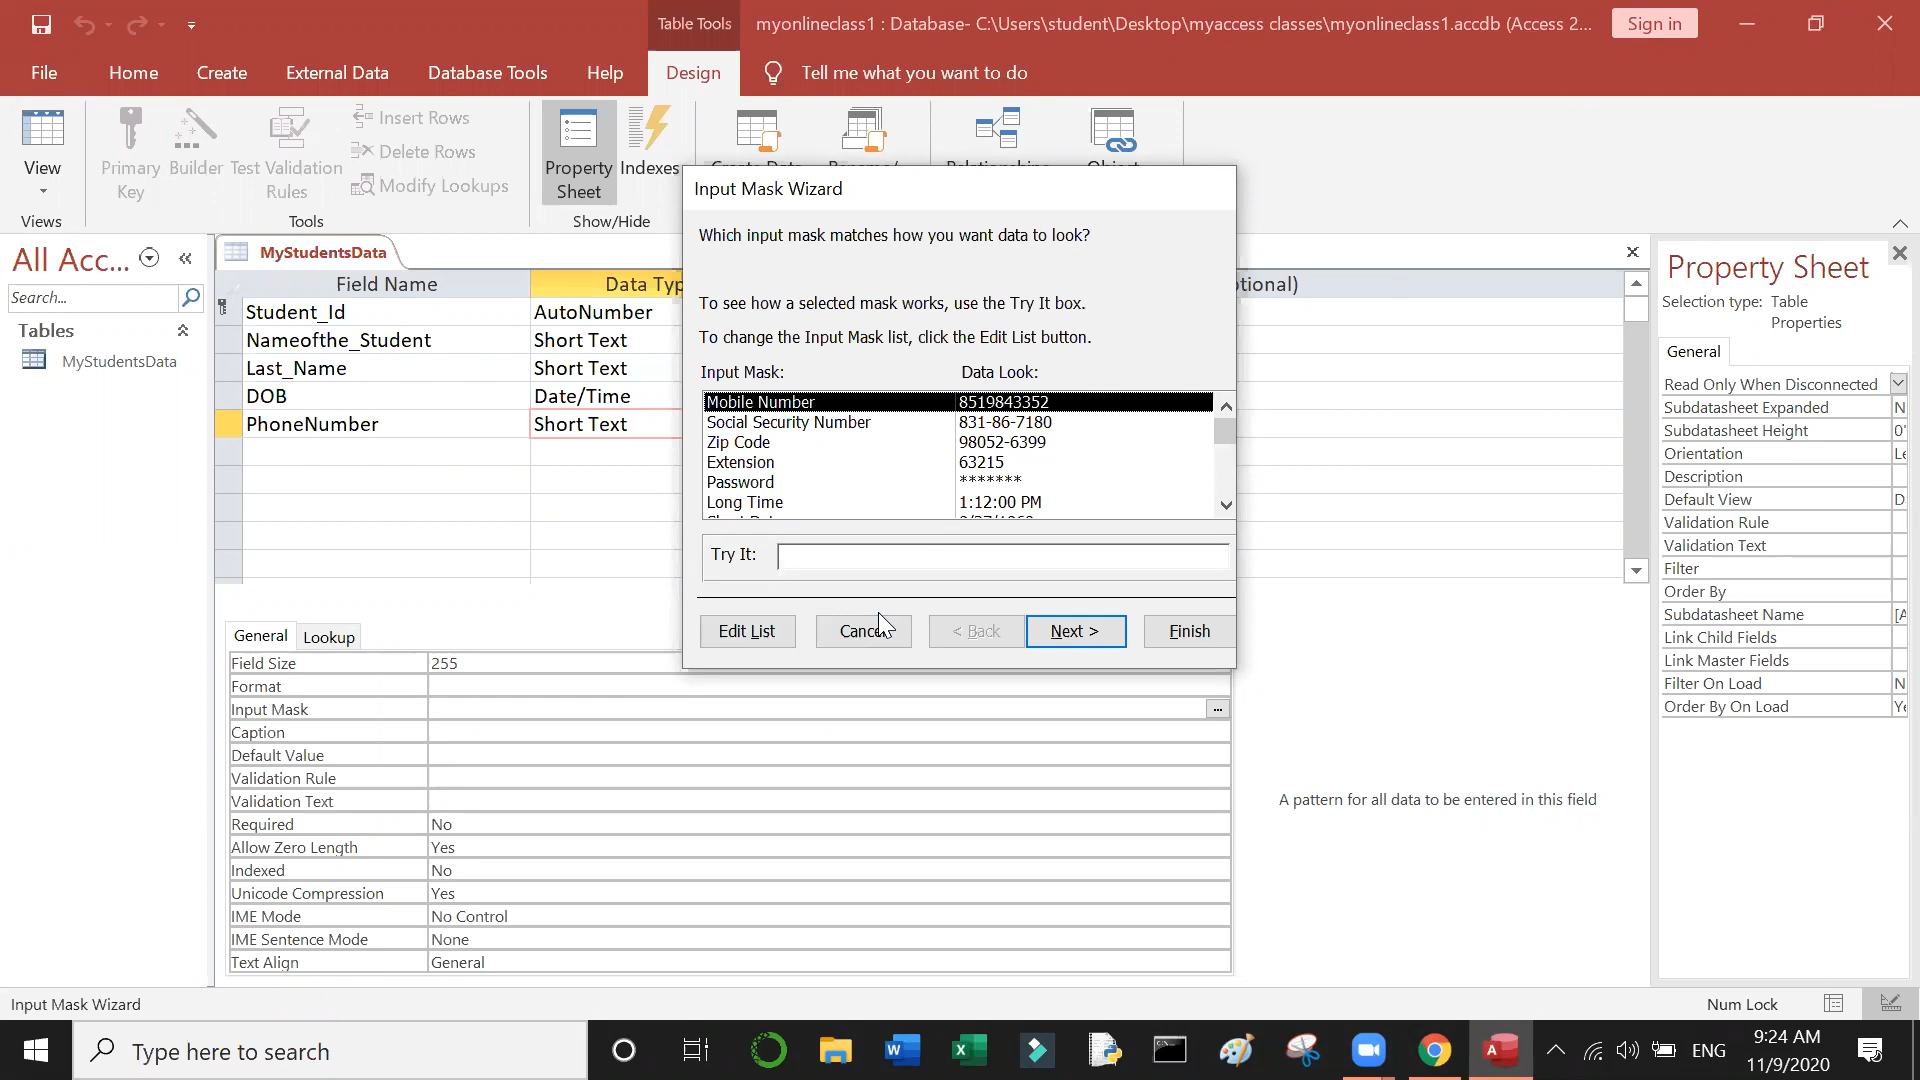 Table Tools
myonlineclass1 : Database- C:\Users\student\Desktop\myaccess classes\myonlineclass1.accdb (Access 2...
Sign in
File
Home
Create
External Data
Database Tools
Help
Design
Tell me what you want to do
View
Primary
Key
Builder
Test Validation
Rules
Insert Rows
Delete Rows
Modify Lookups
Property
Sheet
Indexes
Relationships
Object
Views
Tools
Show/Hide
All Acc...
Search...
Tables
MyStudentsData
MyStudentsData
Field Name
Data Typ
tional)
Student_Id
AutoNumber
Nameofthe_Student
Short Text
Last_Name
Short Text
DOB
Date/Time
PhoneNumber
Short Text
Input Mask Wizard
Which input mask matches how you want data to look?
To see how a selected mask works, use the Try It box.
To change the Input Mask list, click the Edit List button.
Input Mask:
Data Look:
Mobile Number
8519843352
Social Security Number
831-86-7180
Zip Code
98052-6399
Extension
63215
Password
*******
Long Time
1:12:00 PM
Try It:
Edit List
Cancel
< Back
Next >
Finish
General
Lookup
Field Size
255
Format
Input Mask
...
Caption
Default Value
Validation Rule
Validation Text
Required
No
Allow Zero Length
Yes
Indexed
No
Unicode Compression
Yes
IME Mode
No Control
IME Sentence Mode
None
Text Align
General
A pattern for all data to be entered in this field
Property Sheet
Selection type: Table
Properties
General
Read Only When Disconnected
Subdatasheet Expanded
N
Subdatasheet Height
0"
Orientation
Le
Description
Default View
D
Validation Rule
Validation Text
Filter
Order By
Subdatasheet Name
[A
Link Child Fields
Link Master Fields
Filter On Load
N
Order By On Load
Ye
Input Mask Wizard
Num Lock
Type here to search
ENG
9:24 AM
11/9/2020